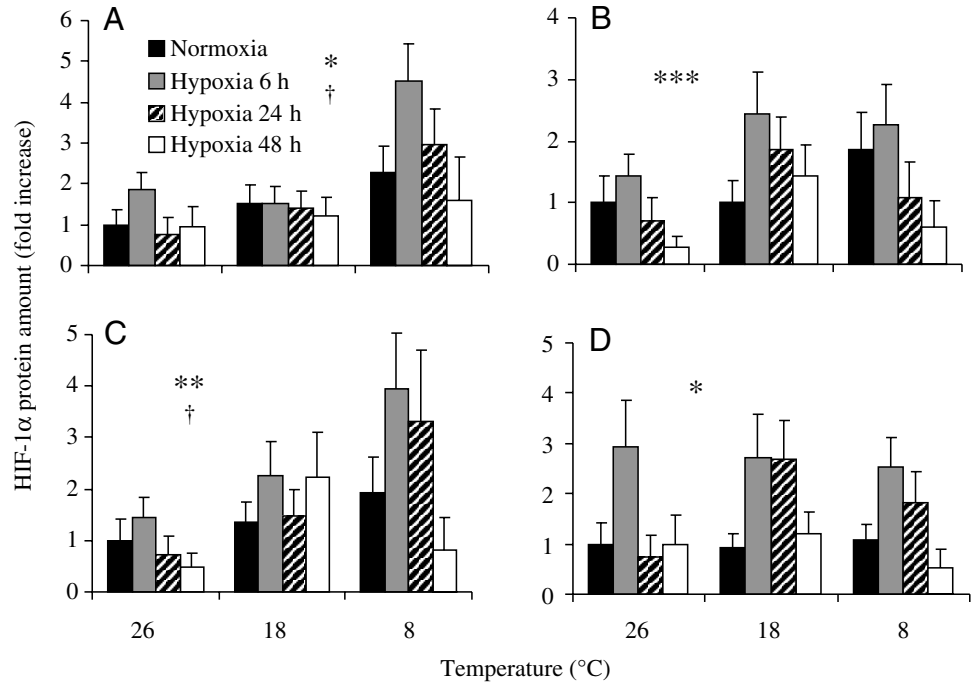 A
6
5
4
3
2
1
0
Normoxia
Hypoxia 6 h
Hypoxia 24 h
Hypoxia 48 h
*
†
B
4
3
2
1
0
***
C
5
4
3
2
1
0
**
†
D
5
4
3
2
1
0
*
26 18 8
26 18 8
HIF-1α protein amount (fold increase)
Temperature (°C)